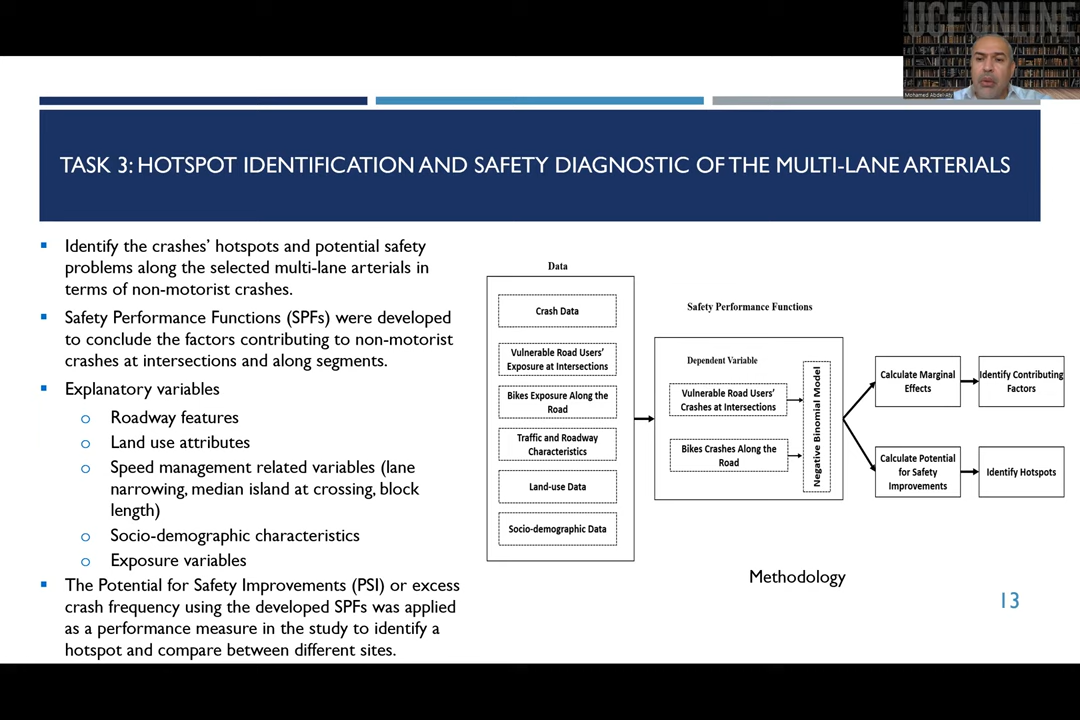 UCF ONLINE
Mohamed Abdel-Aty
TASK 3: HOTSPOT IDENTIFICATION AND SAFETY DIAGNOSTIC OF THE MULTI-LANE ARTERIALS
Identify the crashes' hotspots and potential safety
problems along the selected multi-lane arterials in
terms of non-motorist crashes.
Safety Performance Functions (SPFs) were developed
to conclude the factors contributing to non-motorist
crashes at intersections and along segments.
Explanatory variables
Roadway features
Land use attributes
Speed management related variables (lane
narrowing, median island at crossing, block
length)
Socio-demographic characteristics
Exposure variables
The Potential for Safety Improvements (PSI) or excess
crash frequency using the developed SPFs was applied
as a performance measure in the study to identify a
hotspot and compare between different sites.
Data
Crash Data
Vulnerable Road Users'
Exposure at Intersections
Bikes Exposure Along the
Road
Traffic and Roadway
Characteristics
Land-use Data
Socio-demographic Data
Safety Performance Functions
Dependent Variable
Vulnerable Road Users'
Crashes at Intersections
Bikes Crashes Along the
Road
Negative Binomial Model
Calculate Marginal
Effects
Identify Contributing
Factors
Calculate Potential
for Safety
Improvements
Identify Hotspots
Methodology
13